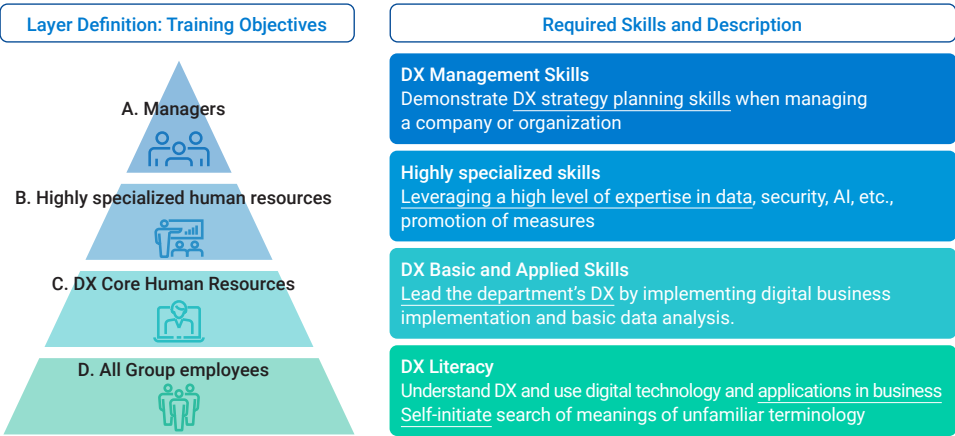 Layer Definition: Training Objectives
Required Skills and Description
A. Managers
DX Management Skills
Demonstrate DX strategy planning skills when managing
a company or organization
B. Highly specialized human resources
Highly specialized skills
Leveraging a high level of expertise in data, security, AI, etc.,
promotion of measures
C. DX Core Human Resources
DX Basic and Applied Skills
Lead the department’s DX by implementing digital business
implementation and basic data analysis.
D. All Group employees
DX Literacy
Understand DX and use digital technology and applications in business
Self-initiate search of meanings of unfamiliar terminology